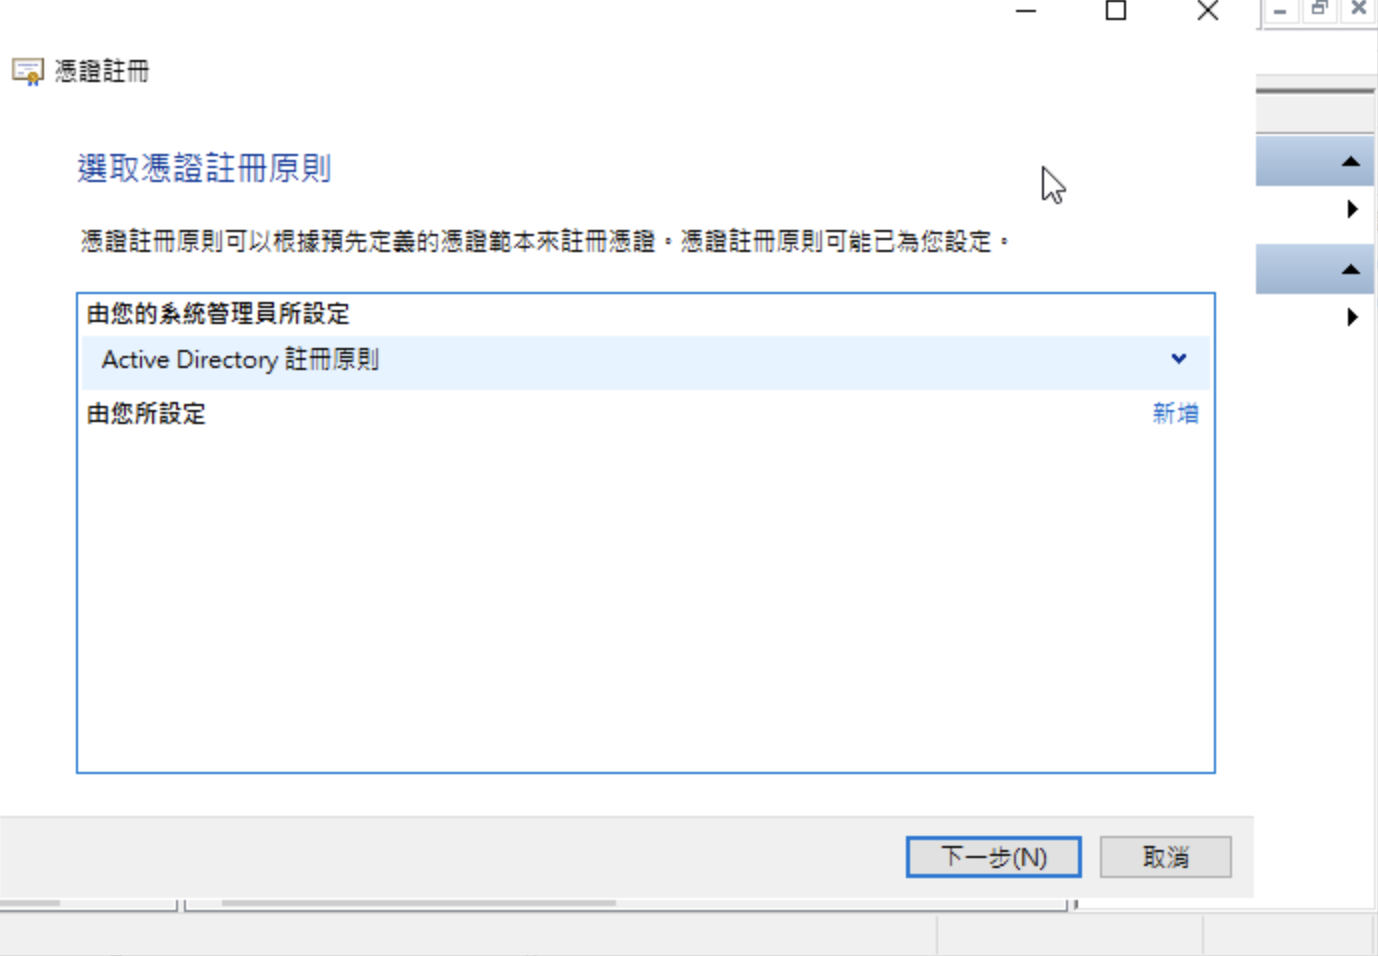 憑證註冊
選取憑證註冊原則
憑證註冊原則可以根據預先定義的憑證範本來註冊憑證。憑證註冊原則可能已為您設定。
由您的系統管理員所設定
Active Directory 註冊原則
由您所設定
新增
下一步(N)
取消